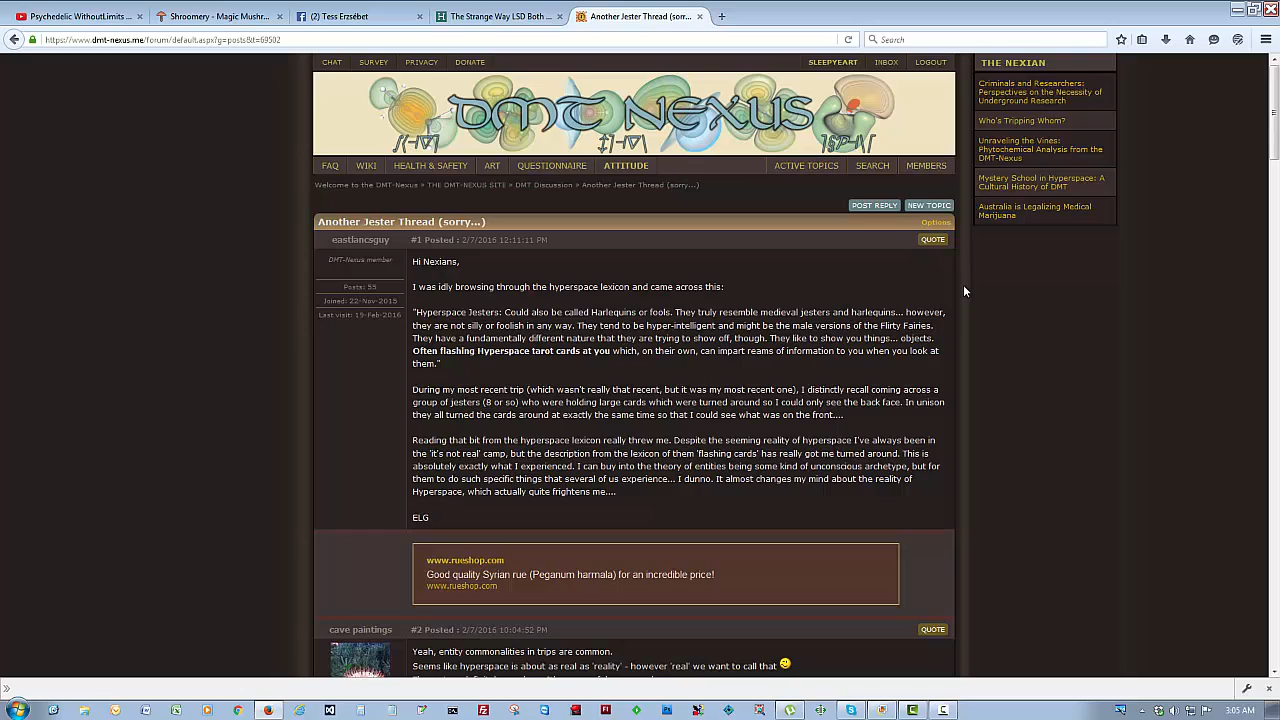 Psychedelic WithoutLimits ...
Shroomery - Magic Mushr...
(2) Tess Erzsébet
The Strange Way LSD Both ...
Another Jester Thread (sorr...
https://www.dmt-nexus.me/forum/default.aspx?g=posts&t=69502
Search
CHAT SURVEY PRIVACY DONATE SLEEPYEART INBOX LOGOUT
DMT-NEXUS
FAQ WIKI HEALTH & SAFETY ART QUESTIONNAIRE ATTITUDE ACTIVE TOPICS SEARCH MEMBERS
Welcome to the DMT-Nexus » THE DMT-NEXUS SITE » DMT Discussion » Another Jester Thread (sorry...)
POST REPLY NEW TOPIC
Another Jester Thread (sorry...) Options
eastlancsguy #1 Posted : 2/7/2016 12:11:11 PM QUOTE
DMT-Nexus member
Posts: 55
Joined: 22-Nov-2015
Last visit: 19-Feb-2016
Hi Nexians,
I was idly browsing through the hyperspace lexicon and came across this:
"Hyperspace Jesters: Could also be called Harlequins or fools. They truly resemble medieval jesters and harlequins... however,
they are not silly or foolish in any way. They tend to be hyper-intelligent and might be the male versions of the Flirty Fairies.
They have a fundamentally different nature that they are trying to show off, though. They like to show you things... objects.
Often flashing Hyperspace tarot cards at you which, on their own, can impart reams of information to you when you look at
them."
During my most recent trip (which wasn't really that recent, but it was my most recent one), I distinctly recall coming across a
group of jesters (8 or so) who were holding large cards which were turned around so I could only see the back face. In unison
they all turned the cards around at exactly the same time so that I could see what was on the front....
Reading that bit from the hyperspace lexicon really threw me. Despite the seeming reality of hyperspace I've always been in
the 'it's not real' camp, but the description from the lexicon of them 'flashing cards' has really got me turned around. This is
absolutely exactly what I experienced. I can buy into the theory of entities being some kind of unconscious archetype, but for
them to do such specific things that several of us experience... I dunno. It almost changes my mind about the reality of
Hyperspace, which actually quite frightens me....
ELG
www.rueshop.com
Good quality Syrian rue (Peganum harmala) for an incredible price!
www.rueshop.com
cave paintings #2 Posted : 2/7/2016 10:04:52 PM QUOTE
Yeah, entity commonalities in trips are common.
Seems like hyperspace is about as real as 'reality' - however 'real' we want to call that
THE NEXIAN
Criminals and Researchers:
Perspectives on the Necessity of
Underground Research
Who's Tripping Whom?
Unraveling the Vines:
Phytochemical Analysis from the
DMT-Nexus
Mystery School in Hyperspace: A
Cultural History of DMT
Australia is Legalizing Medical
Marijuana
3:05 AM